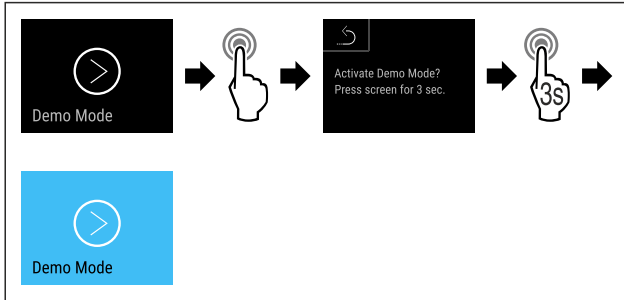 Demo Mode
Activate Demo Mode?
Press screen for 3 sec.
3s
Demo Mode